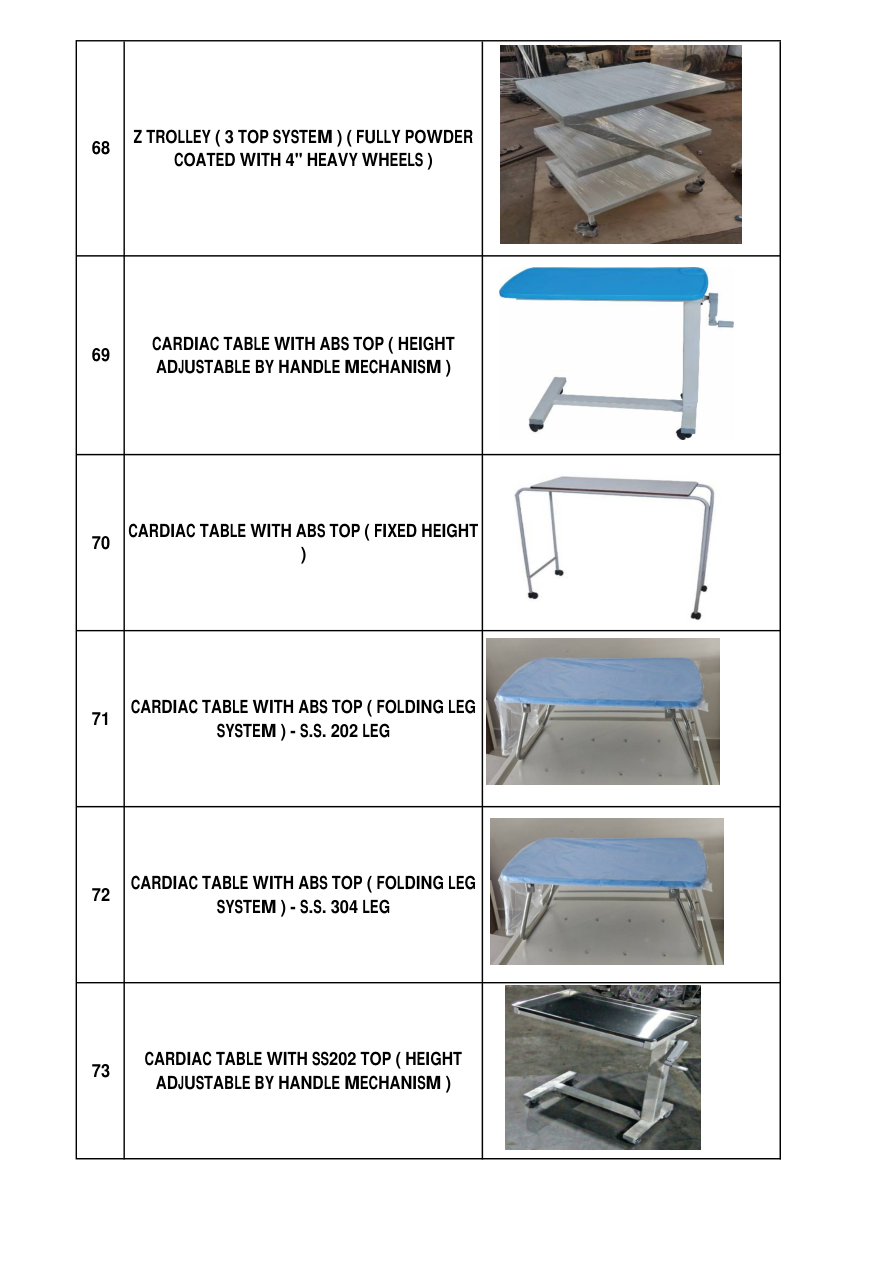 68
Z TROLLEY ( 3 TOP SYSTEM ) ( FULLY POWDER
COATED WITH 4" HEAVY WHEELS )
69
CARDIAC TABLE WITH ABS TOP ( HEIGHT
ADJUSTABLE BY HANDLE MECHANISM )
70
CARDIAC TABLE WITH ABS TOP ( FIXED HEIGHT
)
71
CARDIAC TABLE WITH ABS TOP ( FOLDING LEG
SYSTEM ) - S.S. 202 LEG
72
CARDIAC TABLE WITH ABS TOP ( FOLDING LEG
SYSTEM ) - S.S. 304 LEG
73
CARDIAC TABLE WITH SS202 TOP ( HEIGHT
ADJUSTABLE BY HANDLE MECHANISM )